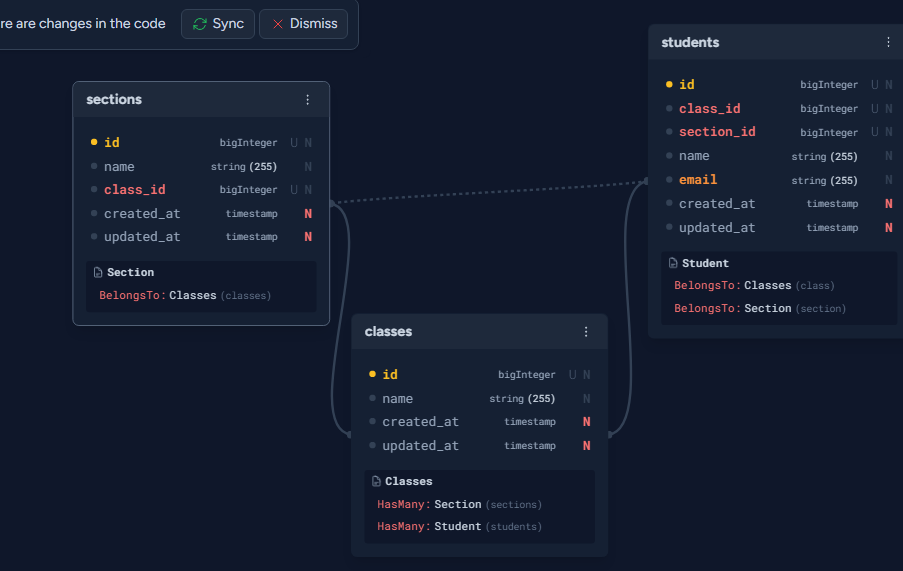 re are changes in the code Sync Dismiss
sections
id bigInteger U N
name string (255) N
class_id bigInteger U N
created_at timestamp N
updated_at timestamp N
Section
BelongsTo: Classes (classes)
students
id bigInteger U N
class_id bigInteger U N
section_id bigInteger U N
name string (255) N
email string (255) N
created_at timestamp N
updated_at timestamp N
Student
BelongsTo: Classes (class)
BelongsTo: Section (section)
classes
id bigInteger U N
name string (255) N
created_at timestamp N
updated_at timestamp N
Classes
HasMany: Section (sections)
HasMany: Student (students)